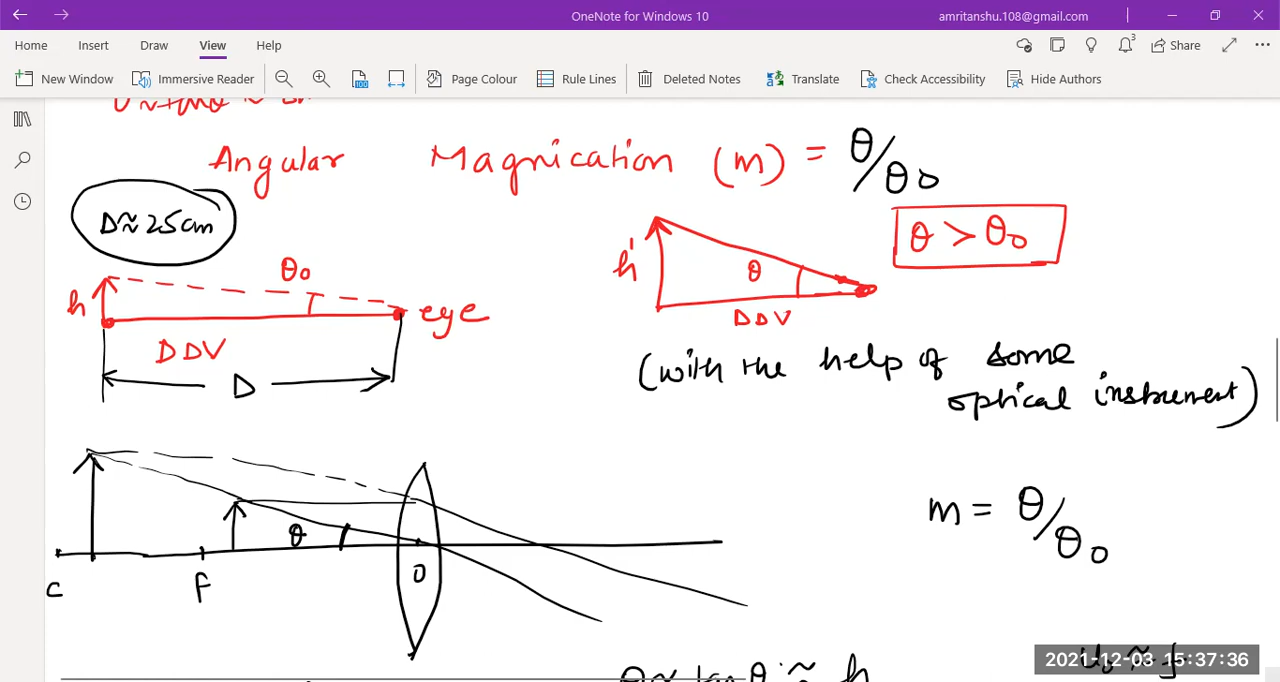 OneNote for Windows 10
amritanshu.108@gmail.com
Home Insert Draw View Help
3
Share
New Window Immersive Reader Page Colour Rule Lines Deleted Notes Translate Check Accessibility Hide Authors
Angular Magnication (m) = θ/θ₀
D≈25cm
θ > θ₀
h θ₀ eye
h' θ
DDV
DDV
D
(with the help of some
optical instrument)
m = θ/θ₀
θ
C F O
θ≈tanθ≈ h
2021-12-03 15:37:36